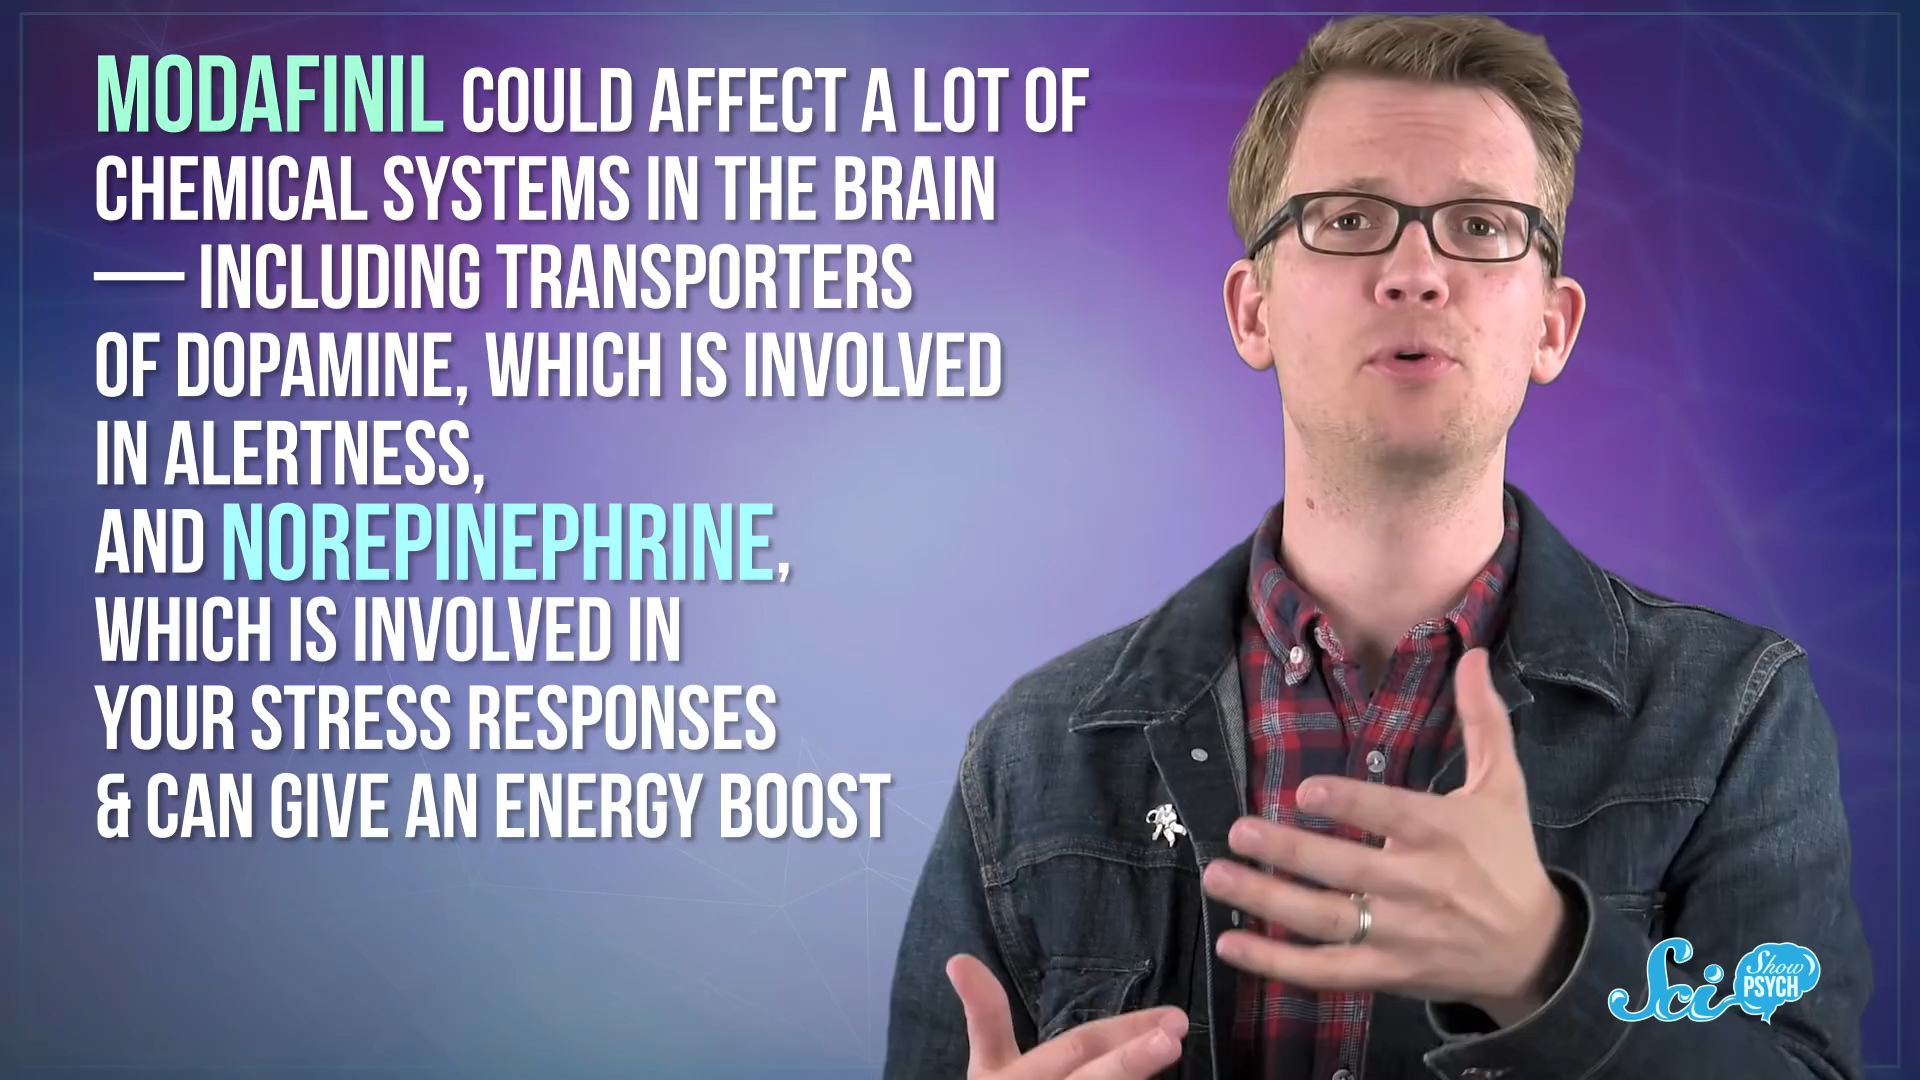 MODAFINIL COULD AFFECT A LOT OF
CHEMICAL SYSTEMS IN THE BRAIN
— INCLUDING TRANSPORTERS
OF DOPAMINE, WHICH IS INVOLVED
IN ALERTNESS,
AND NOREPINEPHRINE,
WHICH IS INVOLVED IN
YOUR STRESS RESPONSES
& CAN GIVE AN ENERGY BOOST
Sci Show
PSYCH